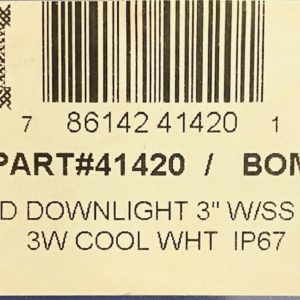 7 86142 41420 1
PART#41420 / BOM
D DOWNLIGHT 3" W/SS
3W COOL WHT IP67